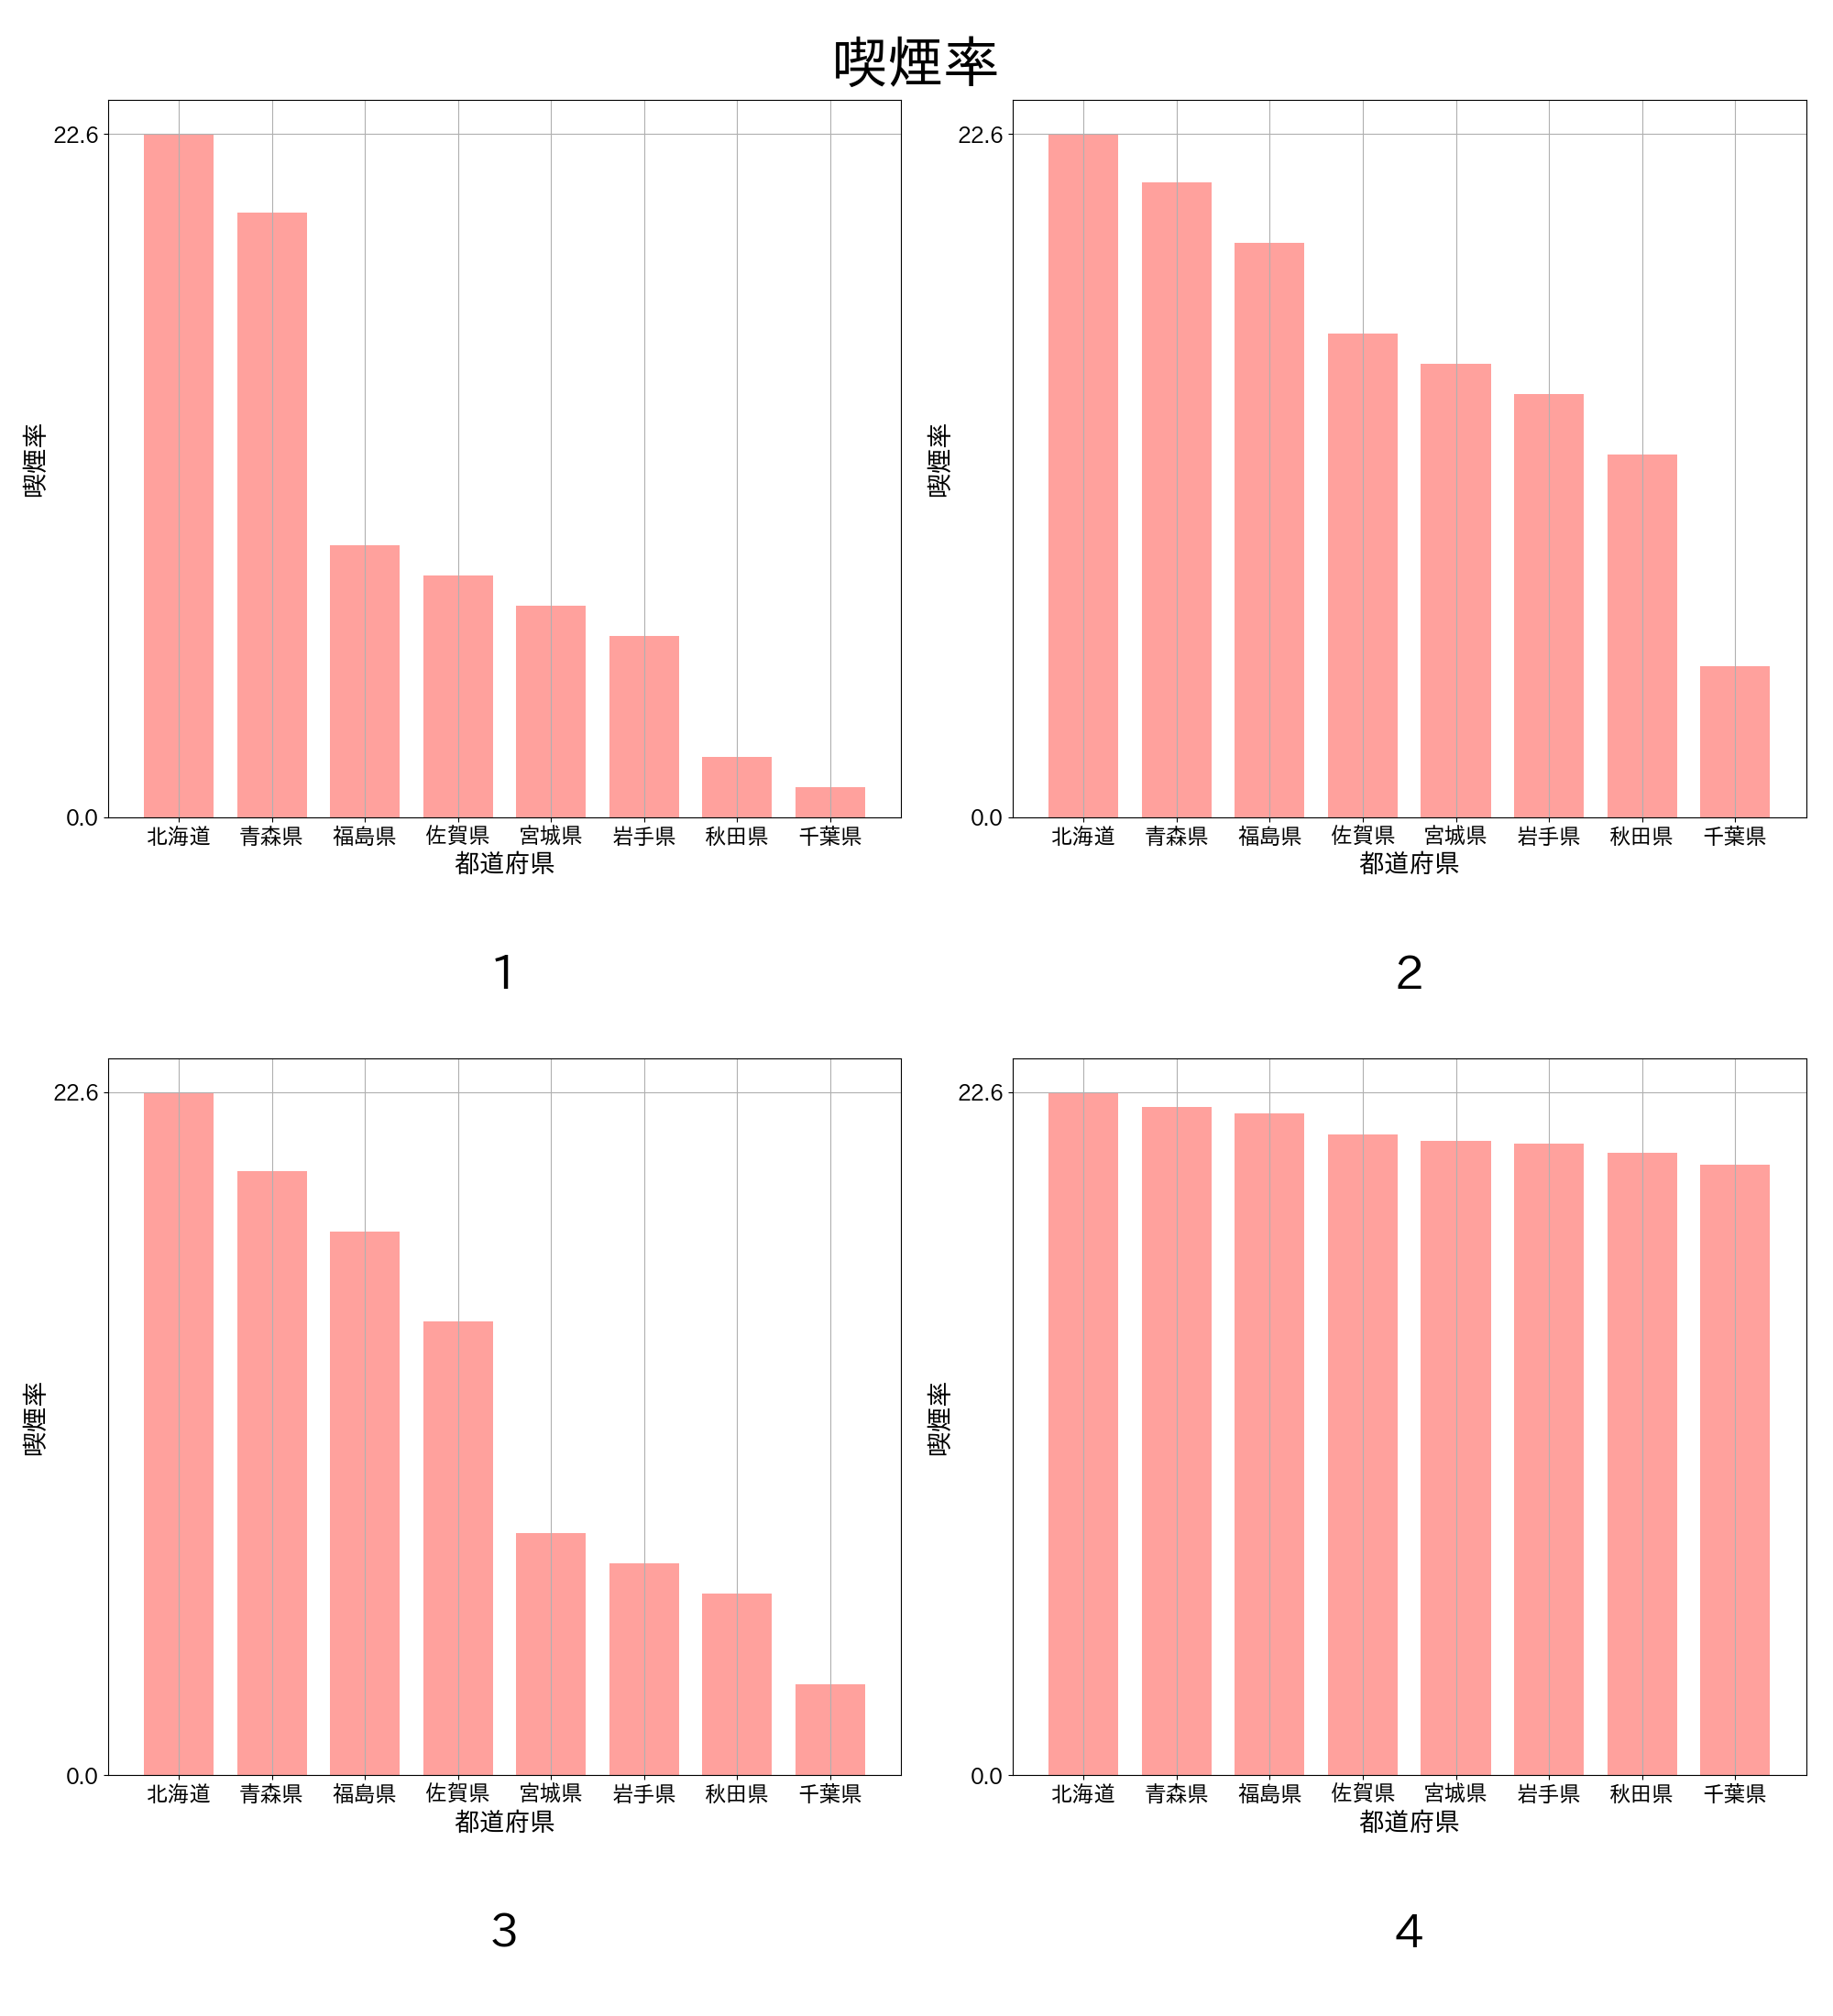 喫煙率
22.6
0.0
喫煙率
北海道 青森県 福島県 佐賀県 宮城県 岩手県 秋田県 千葉県
都道府県
1
22.6
0.0
喫煙率
北海道 青森県 福島県 佐賀県 宮城県 岩手県 秋田県 千葉県
都道府県
2
22.6
0.0
喫煙率
北海道 青森県 福島県 佐賀県 宮城県 岩手県 秋田県 千葉県
都道府県
3
22.6
0.0
喫煙率
北海道 青森県 福島県 佐賀県 宮城県 岩手県 秋田県 千葉県
都道府県
4